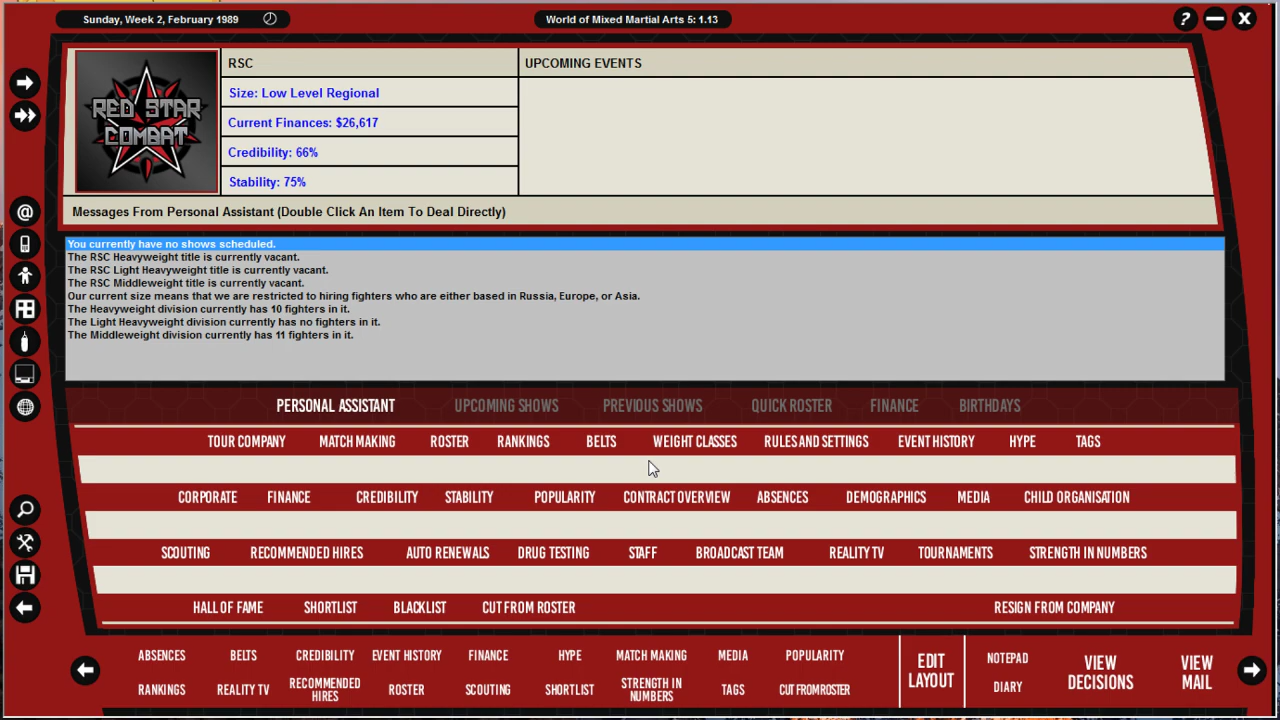 Sunday, Week 2, February 1989
World of Mixed Martial Arts 5: 1.13
?
X
RED STAR
COMBAT
RSC
Size: Low Level Regional
Current Finances: $26,617
Credibility: 66%
Stability: 75%
UPCOMING EVENTS
Messages From Personal Assistant (Double Click An Item To Deal Directly)
@
You currently have no shows scheduled.
The RSC Heavyweight title is currently vacant.
The RSC Light Heavyweight title is currently vacant.
The RSC Middleweight title is currently vacant.
Our current size means that we are restricted to hiring fighters who are either based in Russia, Europe, or Asia.
The Heavyweight division currently has 10 fighters in it.
The Light Heavyweight division currently has no fighters in it.
The Middleweight division currently has 11 fighters in it.
PERSONAL ASSISTANT UPCOMING SHOWS PREVIOUS SHOWS QUICK ROSTER FINANCE BIRTHDAYS
TOUR COMPANY MATCH MAKING ROSTER RANKINGS BELTS WEIGHT CLASSES RULES AND SETTINGS EVENT HISTORY HYPE TAGS
CORPORATE FINANCE CREDIBILITY STABILITY POPULARITY CONTRACT OVERVIEW ABSENCES DEMOGRAPHICS MEDIA CHILD ORGANISATION
SCOUTING RECOMMENDED HIRES AUTO RENEWALS DRUG TESTING STAFF BROADCAST TEAM REALITY TV TOURNAMENTS STRENGTH IN NUMBERS
HALL OF FAME SHORTLIST BLACKLIST CUT FROM ROSTER RESIGN FROM COMPANY
ABSENCES BELTS CREDIBILITY EVENT HISTORY FINANCE HYPE MATCH MAKING MEDIA POPULARITY
RANKINGS REALITY TV RECOMMENDED HIRES ROSTER SCOUTING SHORTLIST STRENGTH IN NUMBERS TAGS CUT FROM ROSTER
EDIT
LAYOUT
NOTEPAD
DIARY
VIEW
DECISIONS
VIEW
MAIL